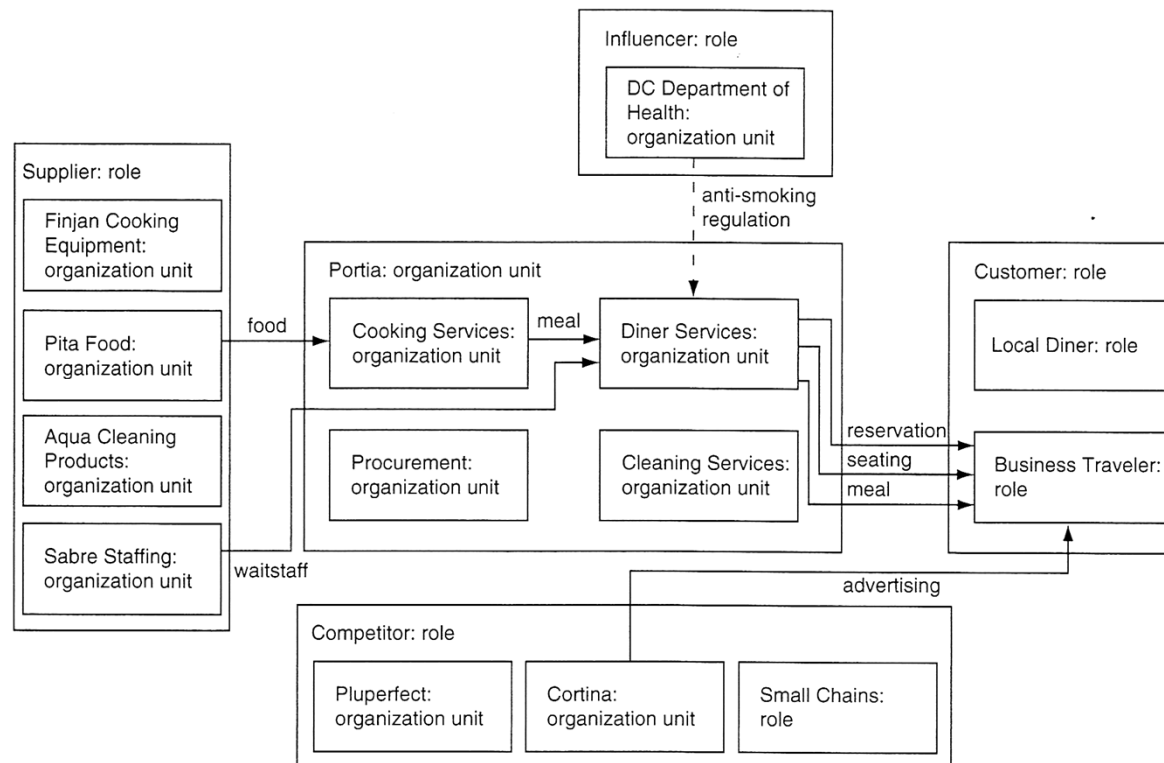 Influencer: role
DC Department of
Health:
organization unit
Supplier: role
Finjan Cooking
Equipment:
organization unit
anti-smoking
regulation
Portia: organization unit
Customer: role
Pita Food:
organization unit
food
Cooking Services:
organization unit
meal
Diner Services:
organization unit
Local Diner: role
Aqua Cleaning
Products:
organization unit
Procurement:
organization unit
Cleaning Services:
organization unit
reservation
seating
meal
Business Traveler:
role
Sabre Staffing:
organization unit
waitstaff
advertising
Competitor: role
Pluperfect:
organization unit
Cortina:
organization unit
Small Chains:
role